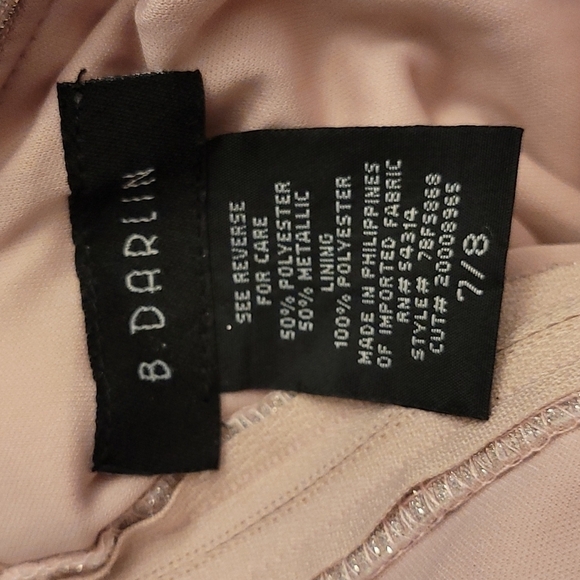 B DARLIN
SEE REVERSE
FOR CARE
50% POLYESTER
50% METALLIC
LINING
100% POLYESTER
MADE IN PHILIPPINES
OF IMPORTED FABRIC
RN# 54314
STYLE# 7BF3868
CUT# 20008985
7/8